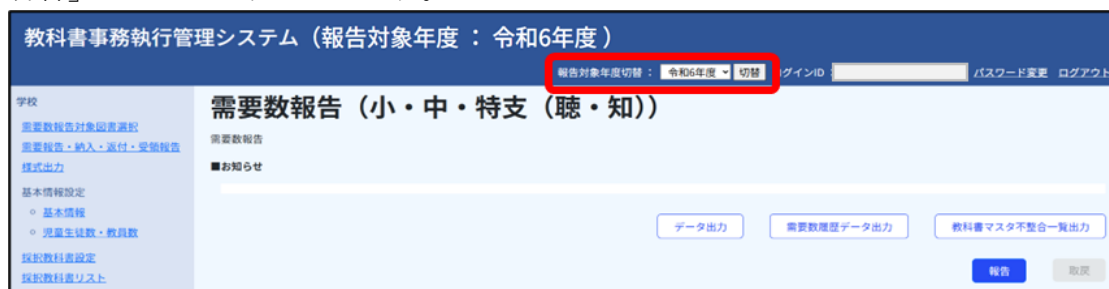 教科書事務執行管理システム（報告対象年度 ： 令和6年度 ）
報告対象年度切替 ： 令和6年度 切替 グインID : パスワード変更 ログアウト
学校
需要数報告対象図書選択
需要報告・納入・返付・受領報告
様式出力
基本情報設定
基本情報
児童生徒数・教員数
採択教科書設定
採択教科書リスト
需要数報告（小・中・特支（聴・知））
需要数報告
■お知らせ
データ出力 需要数履歴データ出力 教科書マスタ不整合一覧出力
報告 取戻